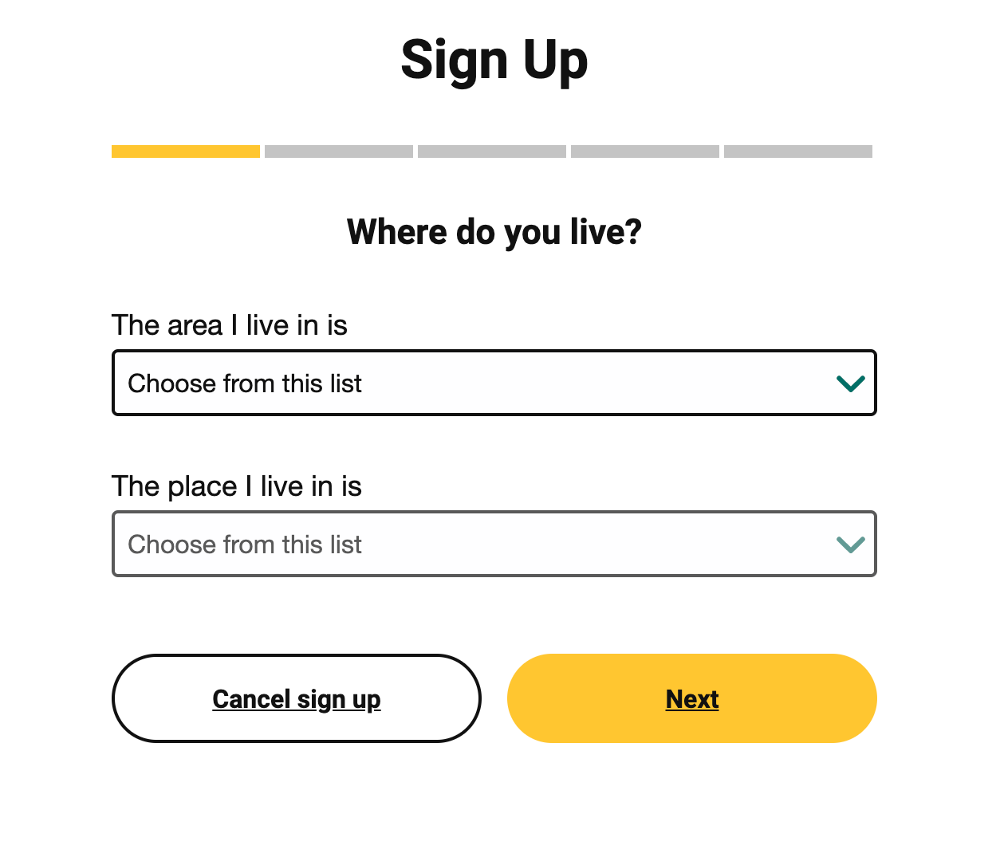 Sign Up
Where do you live?
The area I live in is
Choose from this list
The place I live in is
Choose from this list
Cancel sign up
Next